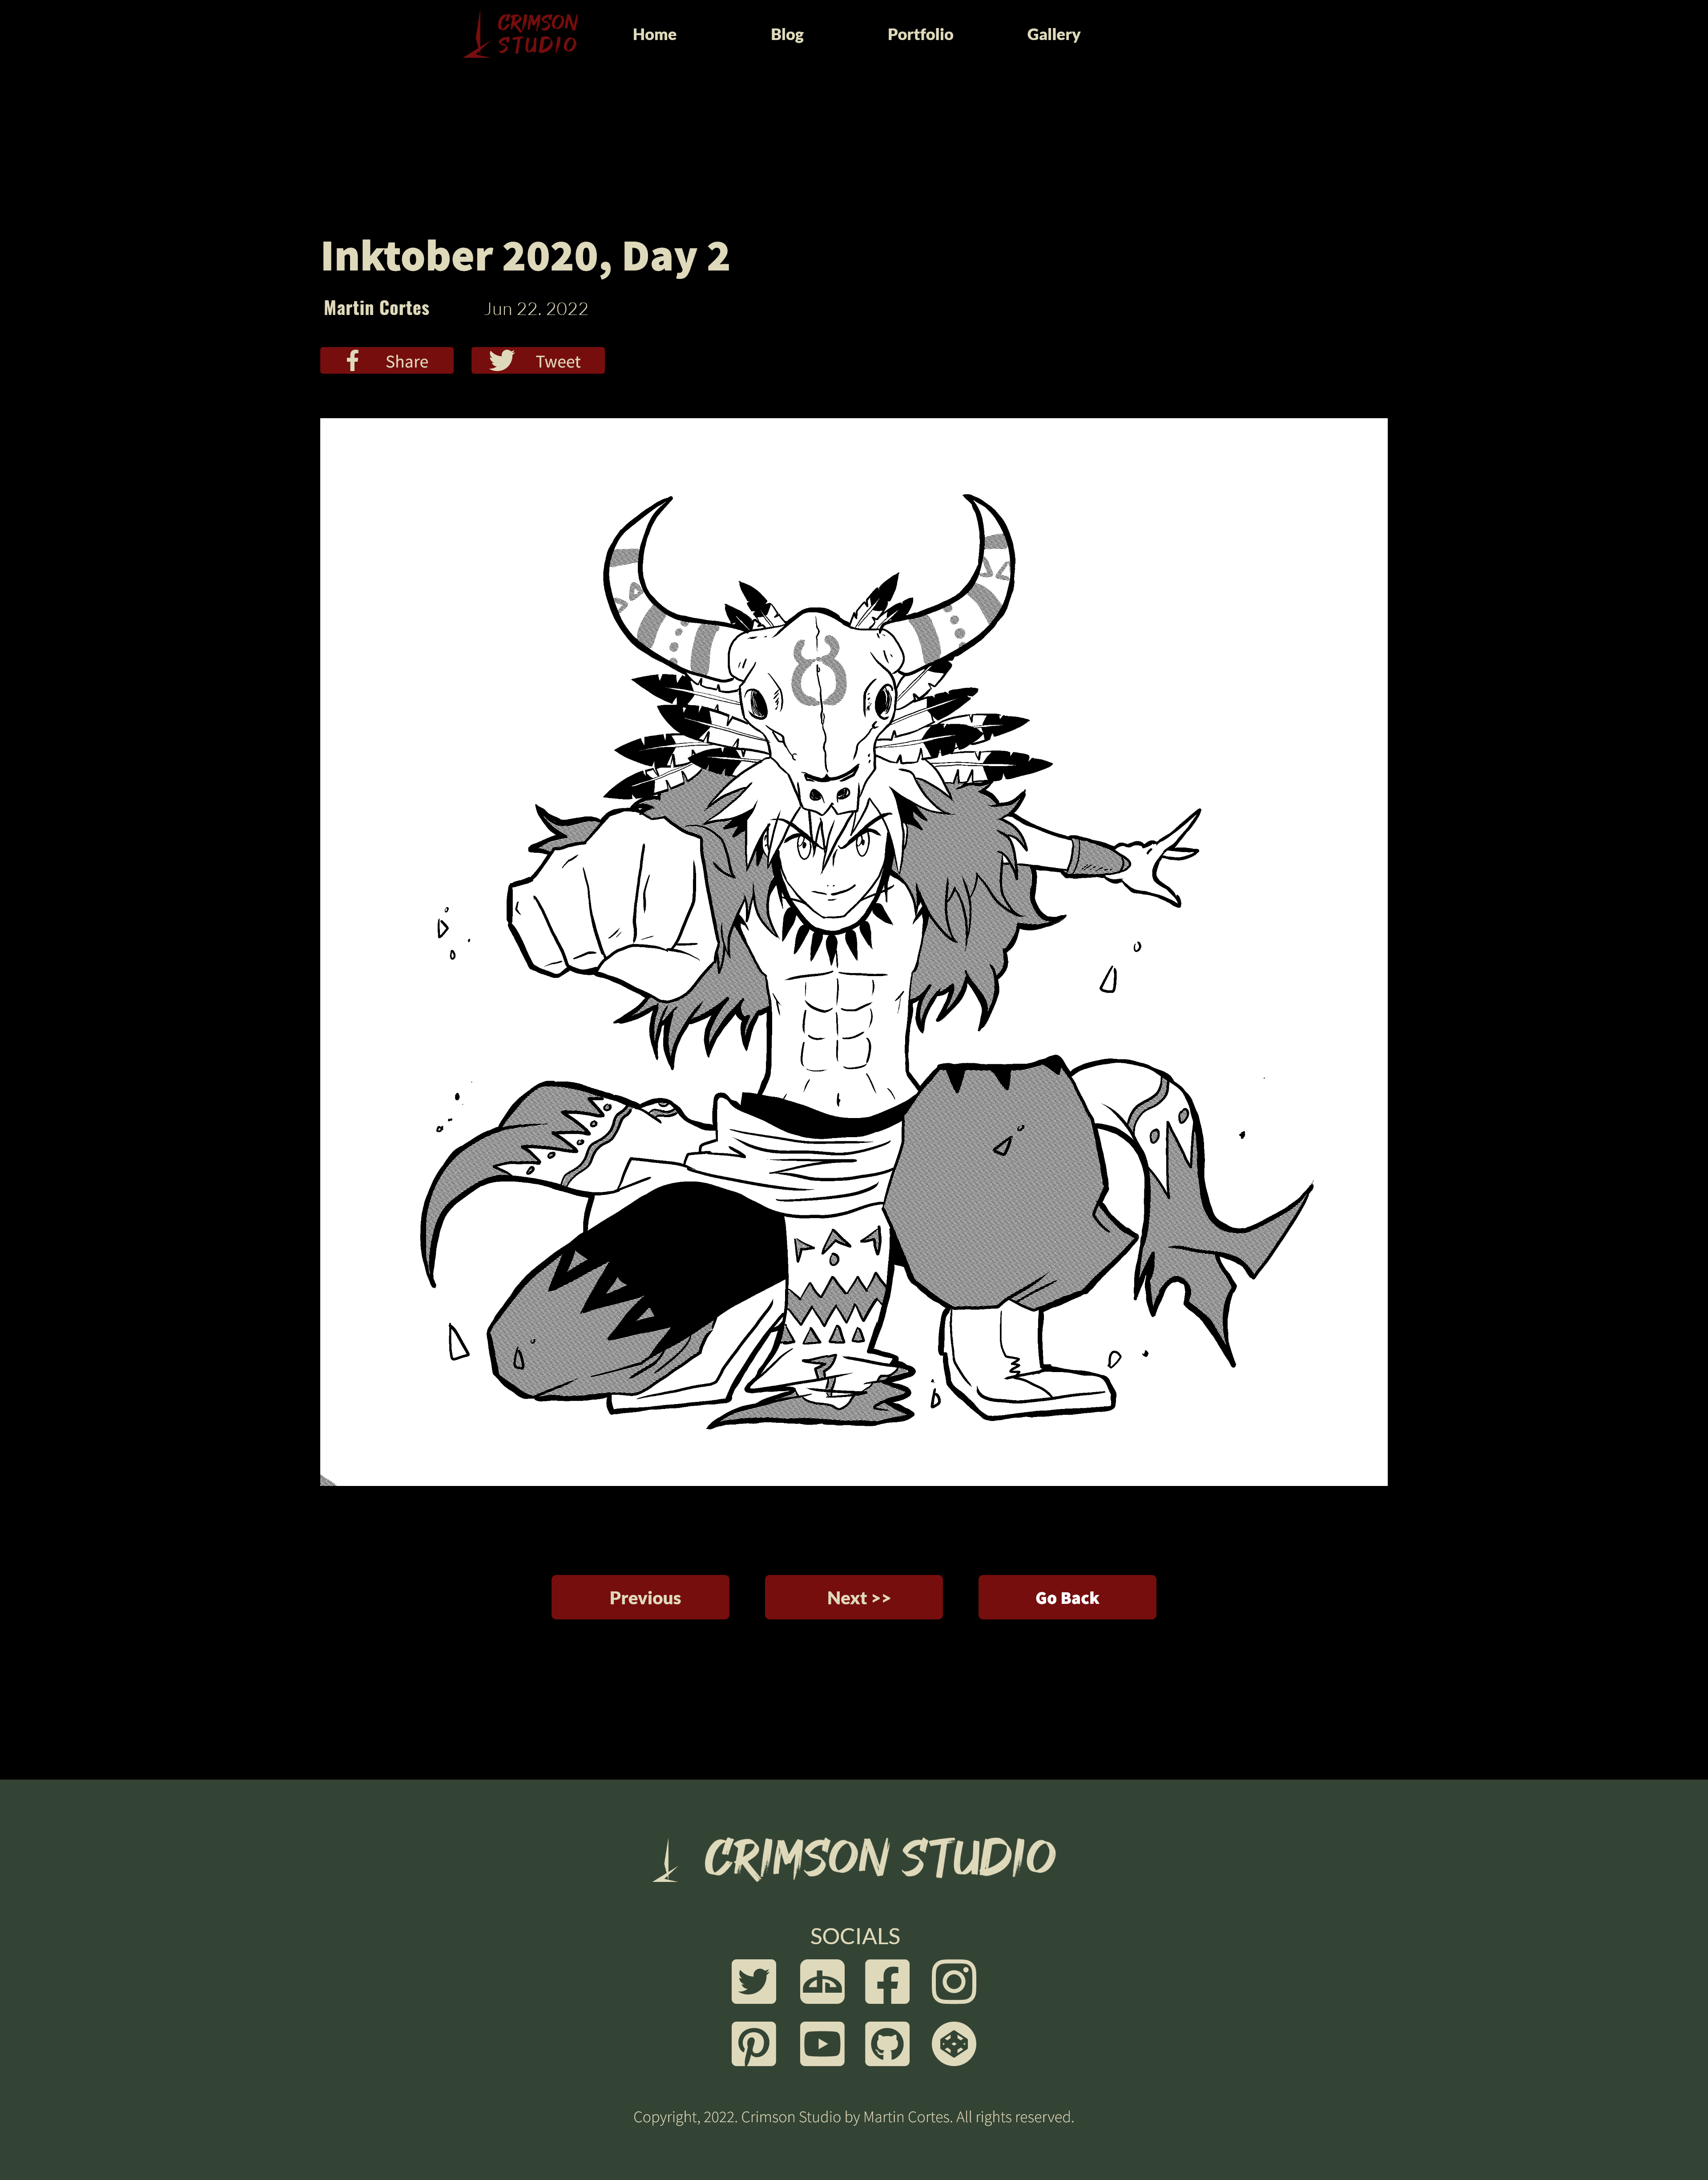 CRIMSON
STUDIO
Home
Blog
Portfolio
Gallery
Inktober 2020, Day 2
Martin Cortes
Jun 22. 2022
Share
Tweet
Previous
Next >>
Go Back
CRIMSON STUDIO
SOCIALS
Copyright, 2022. Crimson Studio by Martin Cortes. All rights reserved.